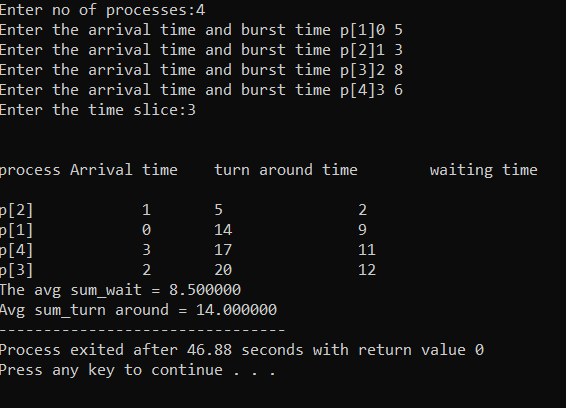 Enter no of processes:4
Enter the arrival time and burst time p[1]0 5
Enter the arrival time and burst time p[2]1 3
Enter the arrival time and burst time p[3]2 8
Enter the arrival time and burst time p[4]3 6
Enter the time slice:3
process Arrival time turn around time waiting time
p[2] 1 5 2
p[1] 0 14 9
p[4] 3 17 11
p[3] 2 20 12
The avg sum_wait = 8.500000
Avg sum_turn around = 14.000000
--------------------------------
Process exited after 46.88 seconds with return value 0
Press any key to continue . . .